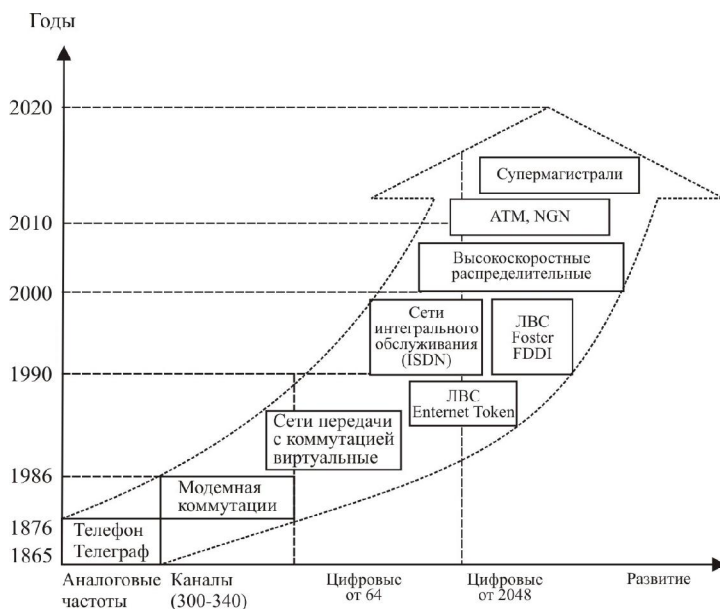 Годы
2020
Супермагистрали
2010
ATM, NGN
Высокоскоростные
распределительные
2000
Сети
интегрального
обслуживания
(ISDN)
ЛВС
Foster
FDDI
1990
ЛВС
Enternet Token
Сети передачи
с коммутацией
виртуальные
1986
Модемная
коммутации
1876
Телефон
Телеграф
1865
Аналоговые
частоты
Каналы
(300-340)
Цифровые
от 64
Цифровые
от 2048
Развитие